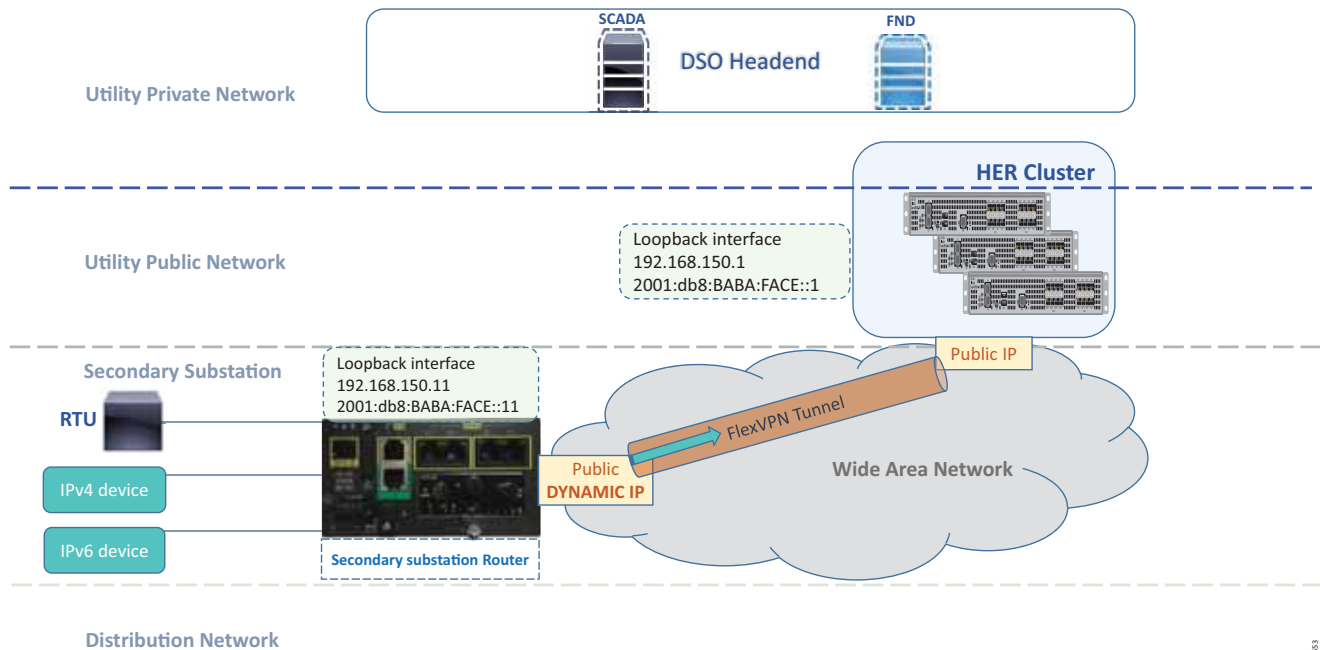 SCADA
FND
DSO Headend
Utility Private Network
HER Cluster
Loopback interface
192.168.150.1
2001:db8:BABA:FACE::1
Utility Public Network
Public IP
Secondary Substation
Loopback interface
192.168.150.11
2001:db8:BABA:FACE::11
RTU
FlexVPN Tunnel
Wide Area Network
Public
DYNAMIC IP
IPv4 device
IPv6 device
Secondary substation Router
Distribution Network